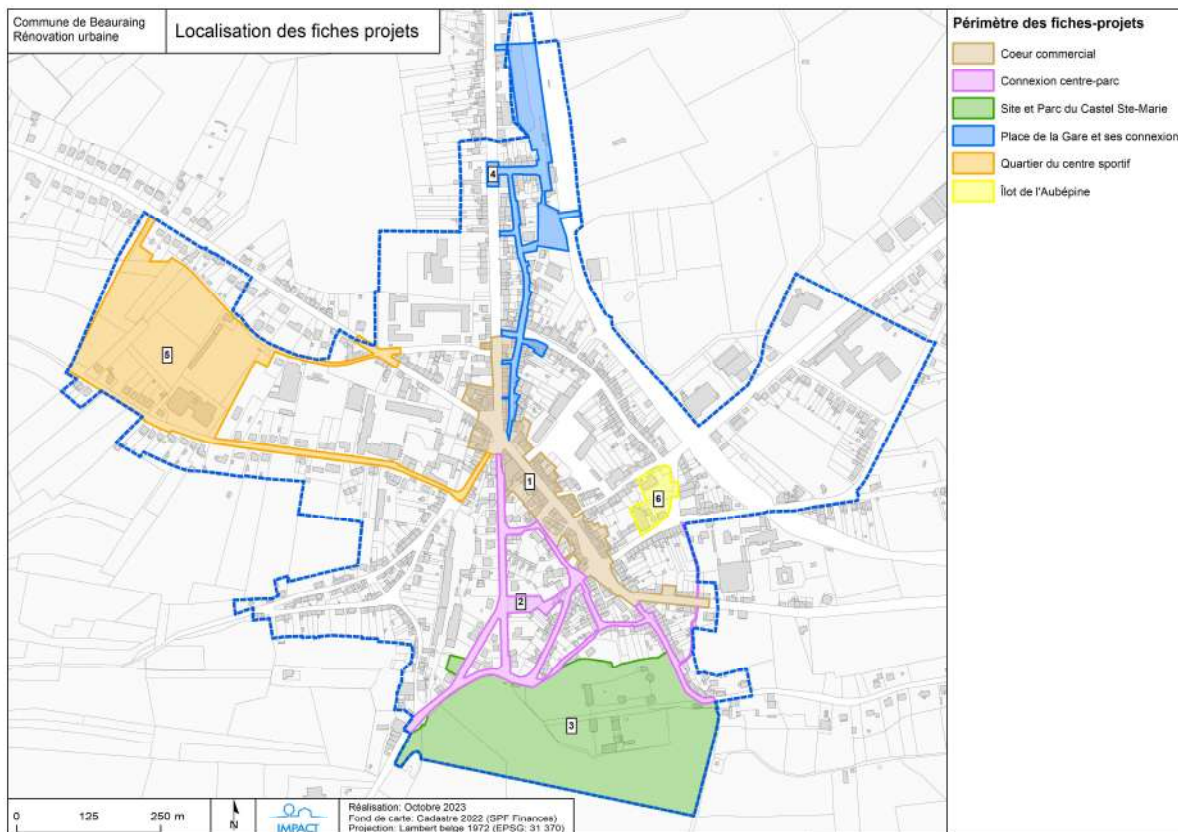 Commune de Beauraing
Rénovation urbaine
Localisation des fiches projets
Périmètre des fiches-projets
Coeur commercial
Connexion centre-parc
Site et Parc du Castel Ste-Marie
Place de la Gare et ses connexion
Quartier du centre sportif
Îlot de l'Aubépine
4
5
1
6
2
3
0 125 250 m
N
IMPACT
Réalisation: Octobre 2023
Fond de carte: Cadastre 2022 (SPF Finances)
Projection: Lambert belge 1972 (EPSG: 31 370)